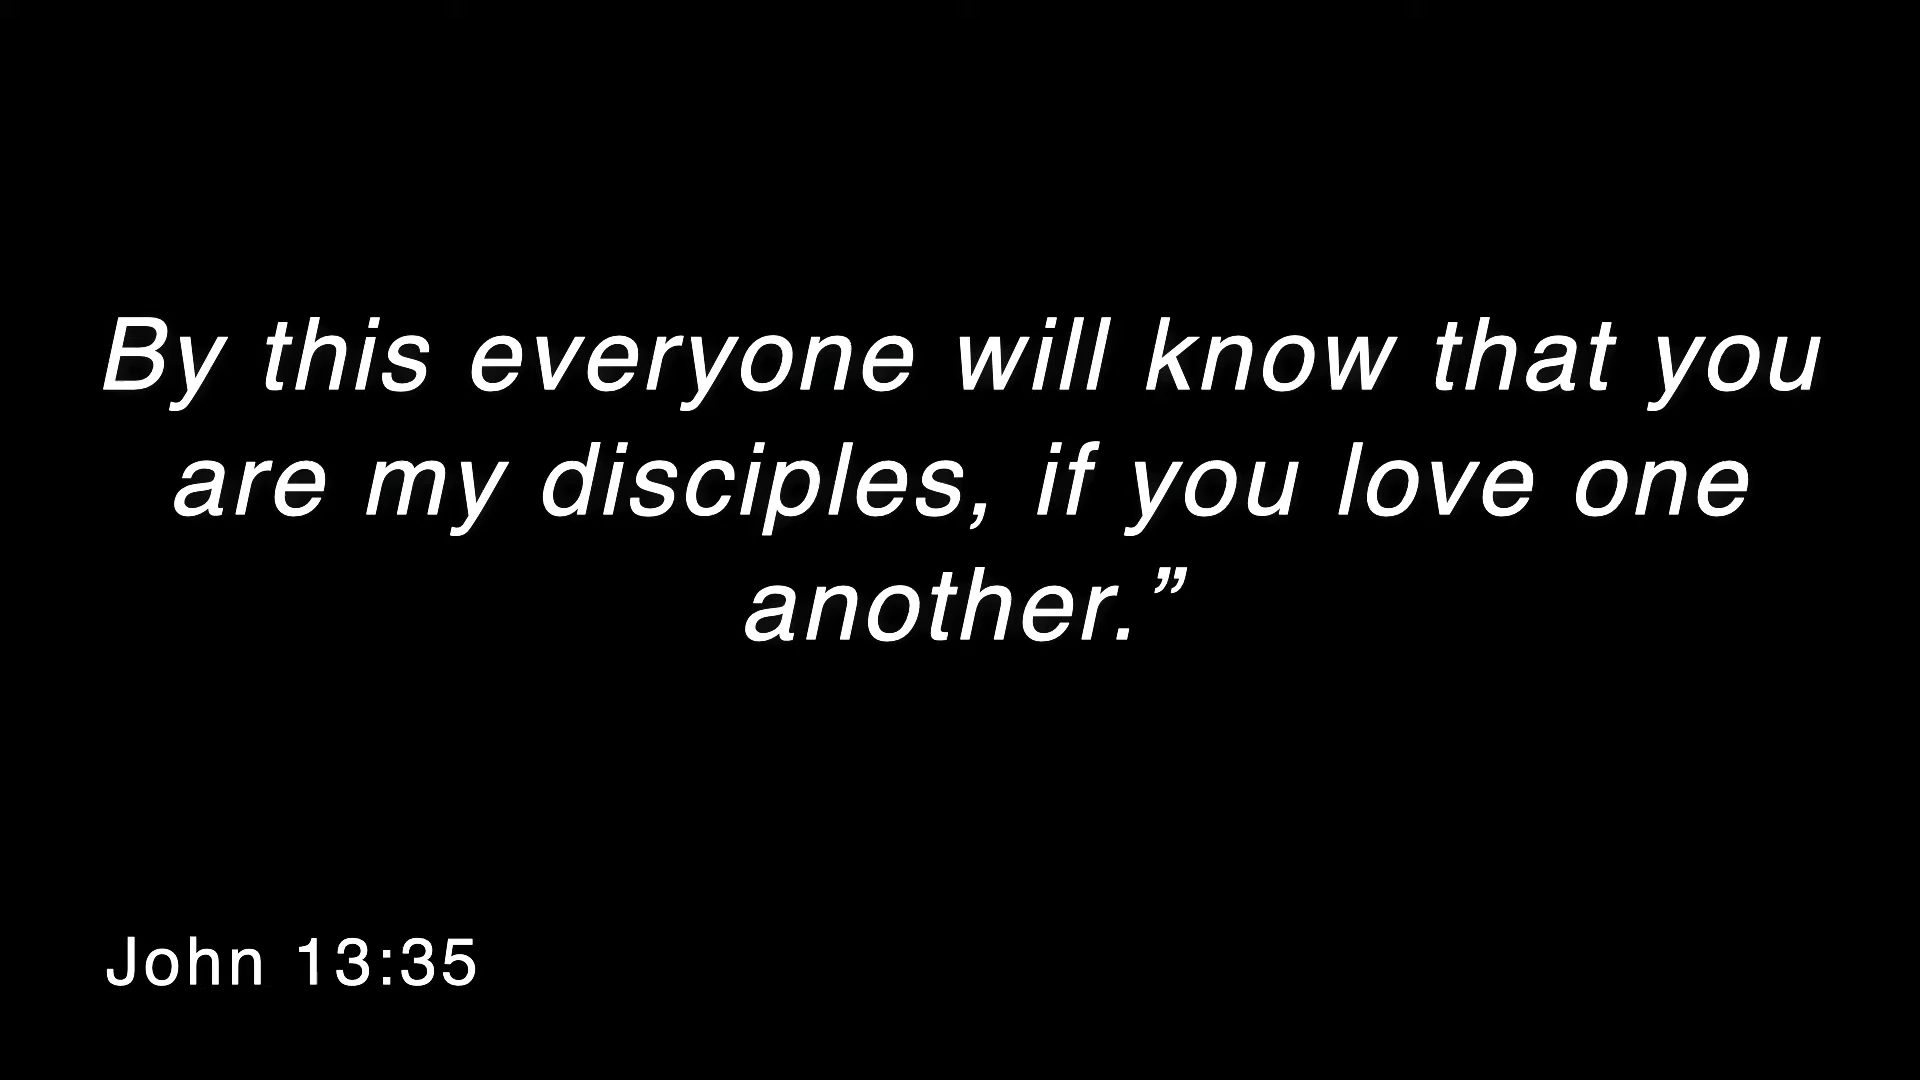 By this everyone will know that you
are my disciples, if you love one
another.”
John 13:35